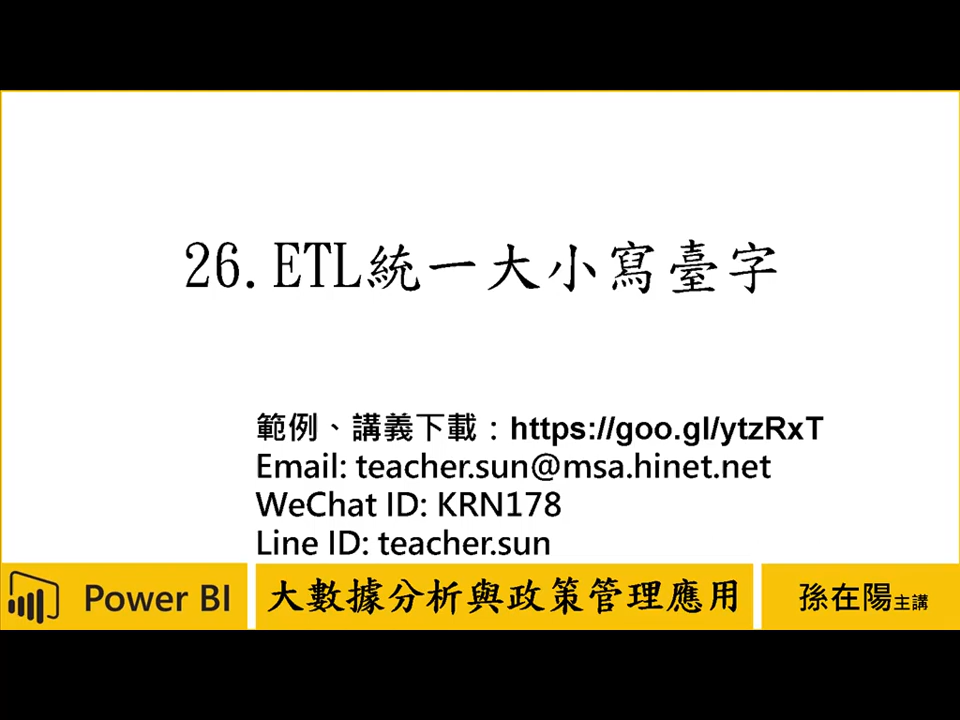 26.ETL統一大小寫臺字
範例、講義下載：https://goo.gl/ytzRxT
Email: teacher.sun@msa.hinet.net
WeChat ID: KRN178
Line ID: teacher.sun
Power BI 大數據分析與政策管理應用 孫在陽主講